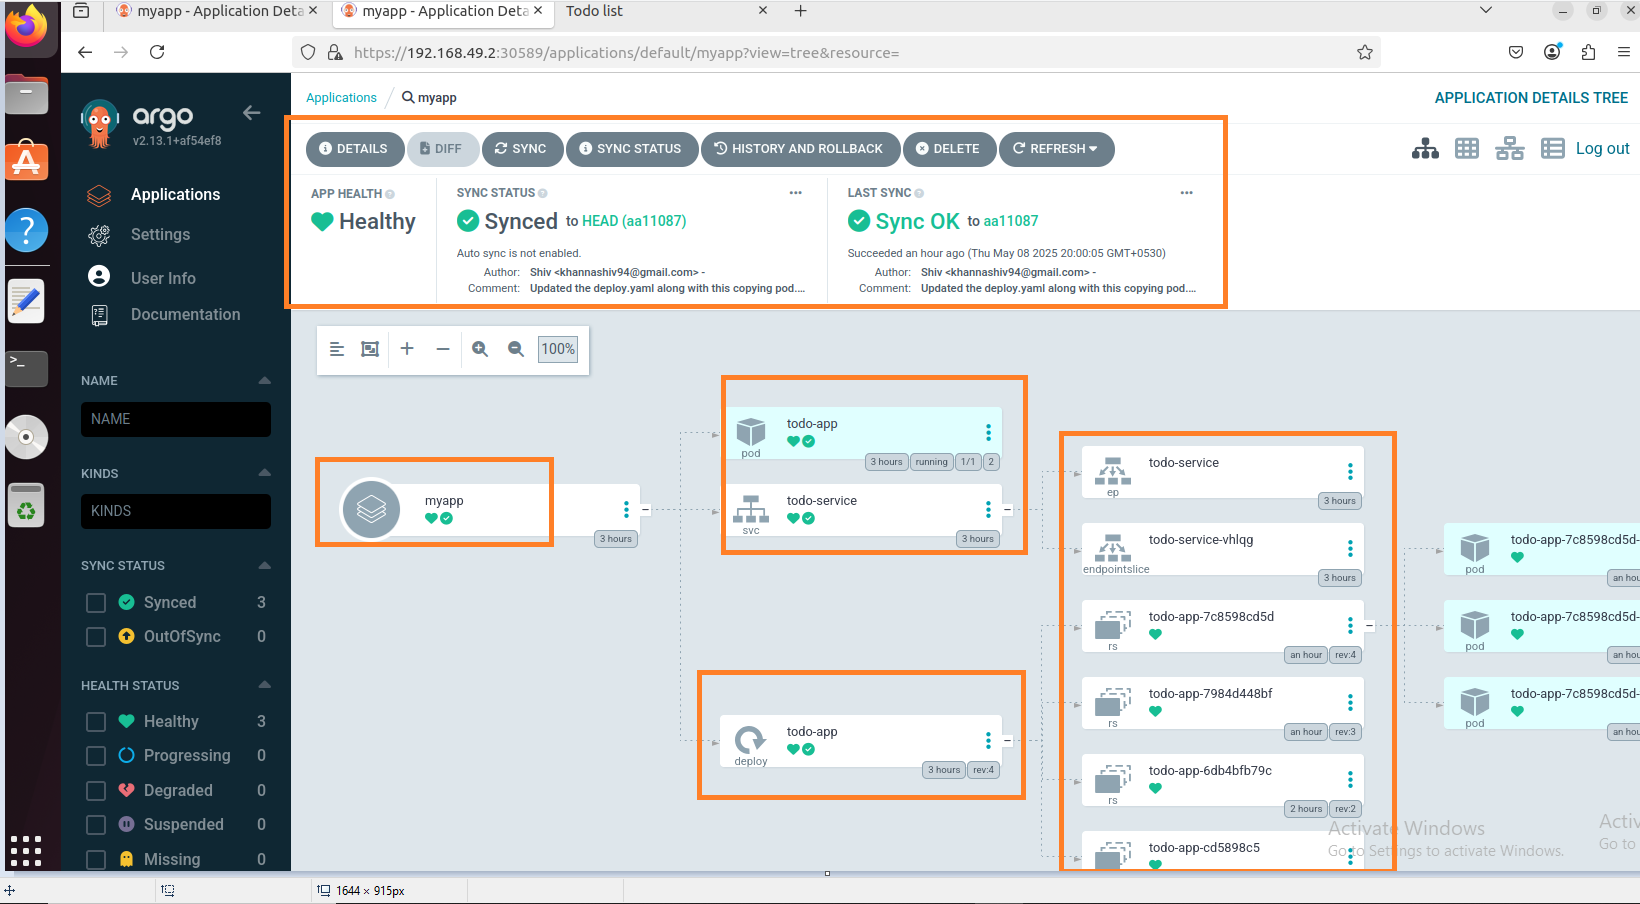 myapp - Application Deta
myapp - Application Deta
Todo list
https://192.168.49.2:30589/applications/default/myapp?view=tree&resource=
argo
v2.13.1+af54ef8
Applications
Settings
User Info
Documentation
NAME
NAME
KINDS
KINDS
SYNC STATUS
Synced 3
OutOfSync 0
HEALTH STATUS
Healthy 3
Progressing 0
Degraded 0
Suspended 0
Missing 0
Applications / myapp
APPLICATION DETAILS TREE
DETAILS DIFF SYNC SYNC STATUS HISTORY AND ROLLBACK DELETE REFRESH
Log out
APP HEALTH
Healthy
SYNC STATUS
Synced to HEAD (aa11087)
Auto sync is not enabled.
Author: Shiv <khannashiv94@gmail.com> -
Comment: Updated the deploy.yaml along with this copying pod....
LAST SYNC
Sync OK to aa11087
Succeeded an hour ago (Thu May 08 2025 20:00:05 GMT+0530)
Author: Shiv <khannashiv94@gmail.com> -
Comment: Updated the deploy.yaml along with this copying pod....
100%
myapp
3 hours
todo-app
pod
3 hours running 1/1 2
todo-service
svc
3 hours
todo-app
deploy
3 hours rev:4
todo-service
ep
3 hours
todo-service-vhlqg
endpointslice
3 hours
todo-app-7c8598cd5d
rs
an hour rev:4
todo-app-7984d448bf
rs
an hour rev:3
todo-app-6db4bfb79c
rs
2 hours rev:2
todo-app-cd5898c5
todo-app-7c8598cd5d-
pod
an hou
todo-app-7c8598cd5d-
pod
an hou
todo-app-7c8598cd5d-
pod
an hou
Activate Windows
Go to Settings to activate Windows.
Activ
Go to
1644 × 915px